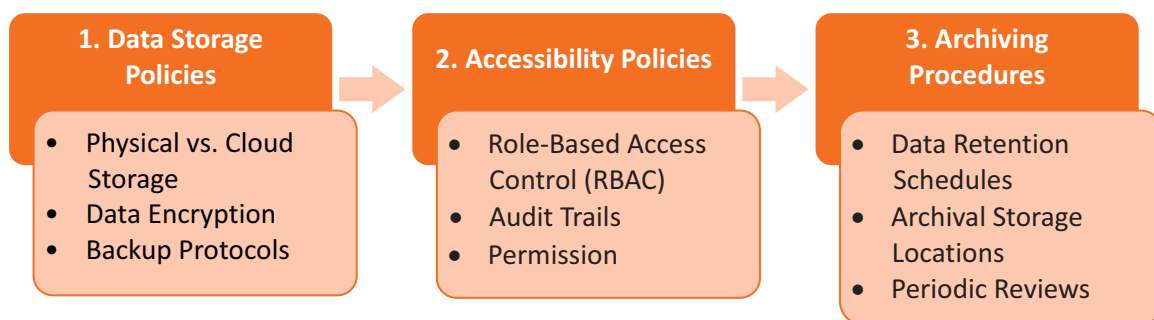 1. Data Storage
Policies
• Physical vs. Cloud
Storage
• Data Encryption
• Backup Protocols
2. Accessibility Policies
• Role-Based Access
Control (RBAC)
• Audit Trails
• Permission
3. Archiving
Procedures
• Data Retention
Schedules
• Archival Storage
Locations
• Periodic Reviews